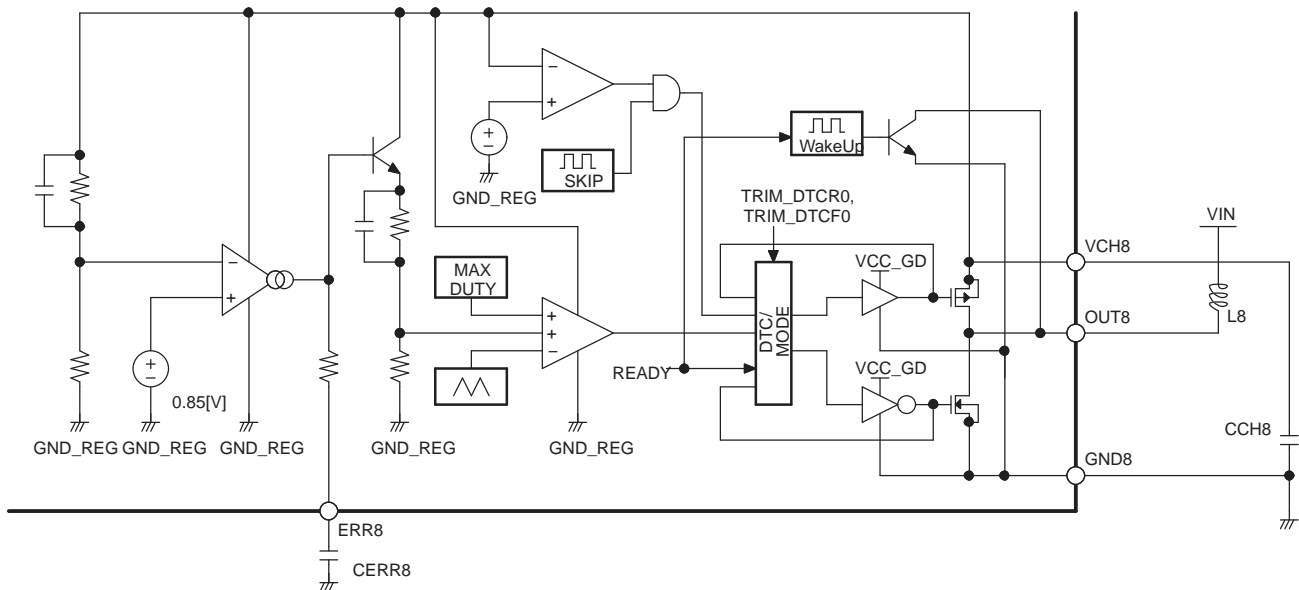 WakeUp
SKIP
GND_REG
TRIM_DTCR0,
TRIM_DTCF0
VIN
VCH8
VCC_GD
MAX
DUTY
L8
OUT8
DTC/
MODE
READY
VCC_GD
0.85[V]
CCH8
GND_REG
GND_REG
GND_REG
GND_REG
GND_REG
GND8
ERR8
CERR8